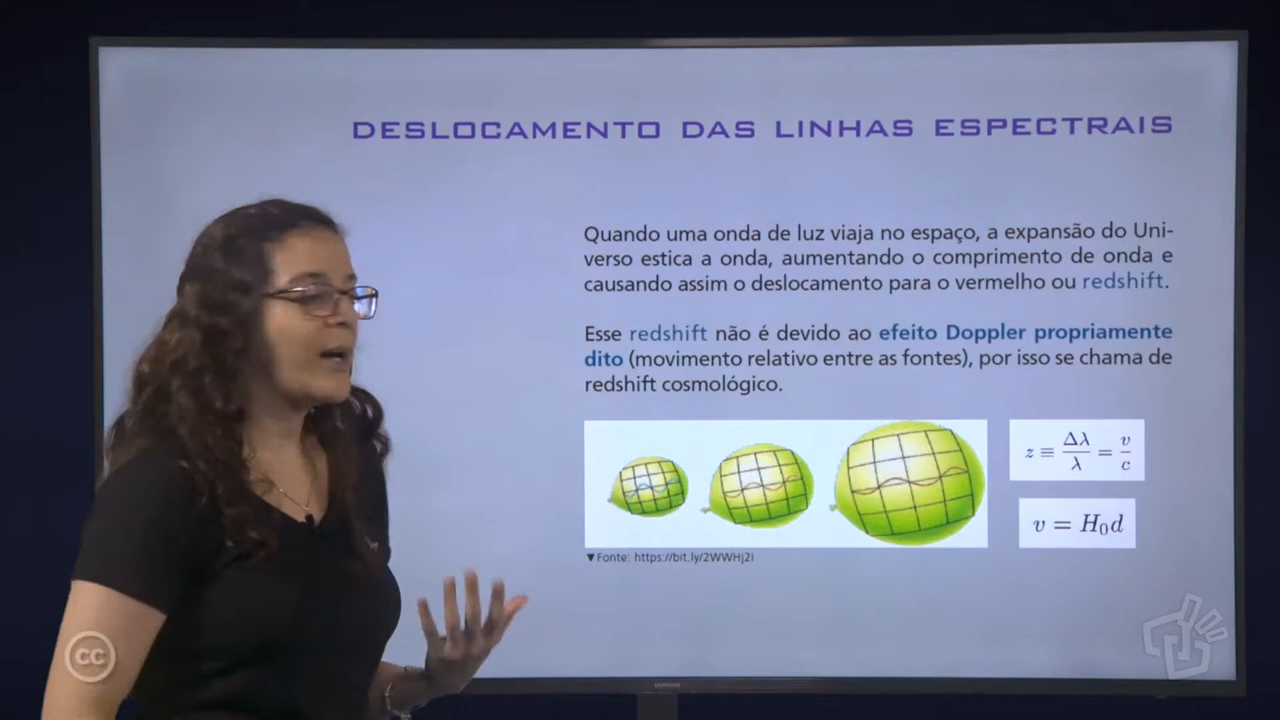 DESLOCAMENTO DAS LINHAS ESPECTRAIS
Quando uma onda de luz viaja no espaço, a expansão do Uni-
verso estica a onda, aumentando o comprimento de onda e
causando assim o deslocamento para o vermelho ou redshift.
Esse redshift não é devido ao efeito Doppler propriamente
dito (movimento relativo entre as fontes), por isso se chama de
redshift cosmológico.
z ≡ Δλ/λ = v/c
v = H₀d
▼Fonte: https://bit.ly/2WWHj2i
cc
SAMSUNG